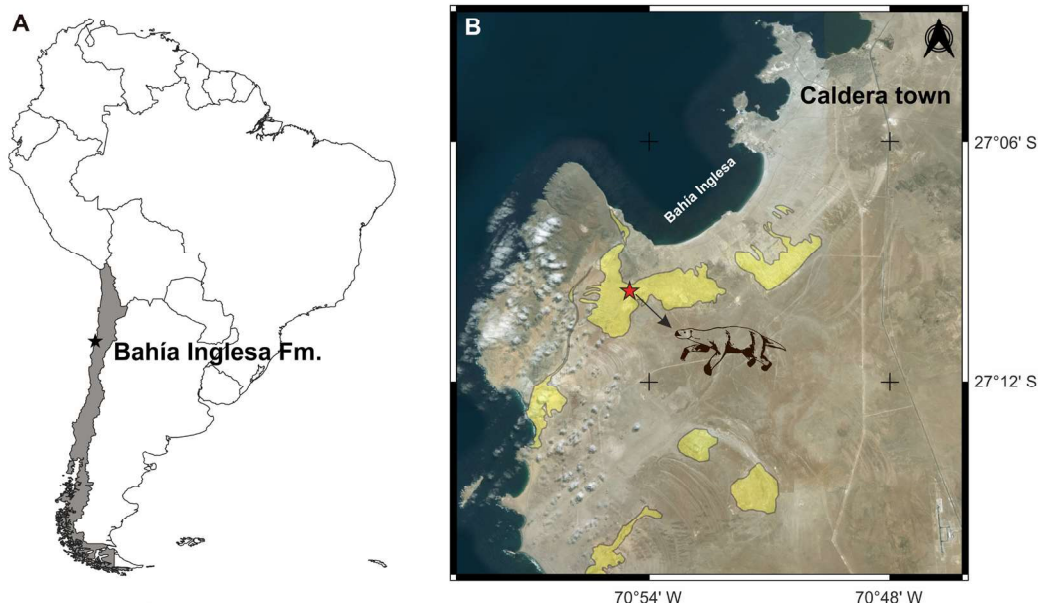 A
Bahía Inglesa Fm.
B
Caldera town
Bahía Inglesa
27°06' S
27°12' S
70°54' W
70°48' W